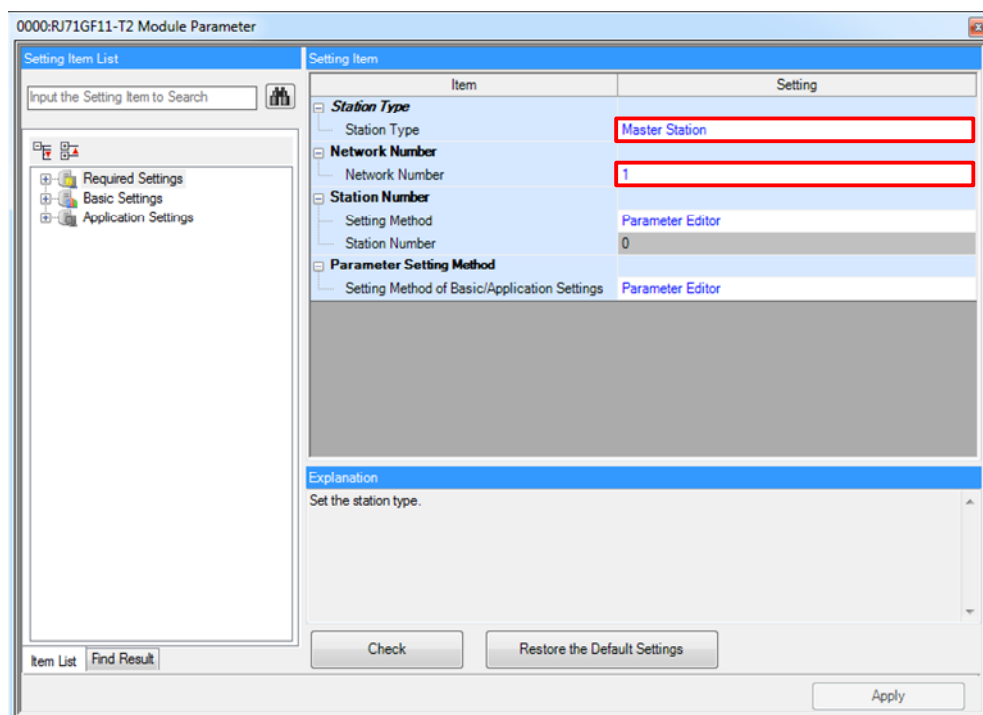 0000:RJ71GF11-T2 Module Parameter
Setting Item List
Input the Setting Item to Search
Required Settings
Basic Settings
Application Settings
Item List Find Result
Setting Item
Item Setting
Station Type
Station Type Master Station
Network Number
Network Number 1
Station Number
Setting Method Parameter Editor
Station Number 0
Parameter Setting Method
Setting Method of Basic/Application Settings Parameter Editor
Explanation
Set the station type.
Check Restore the Default Settings
Apply